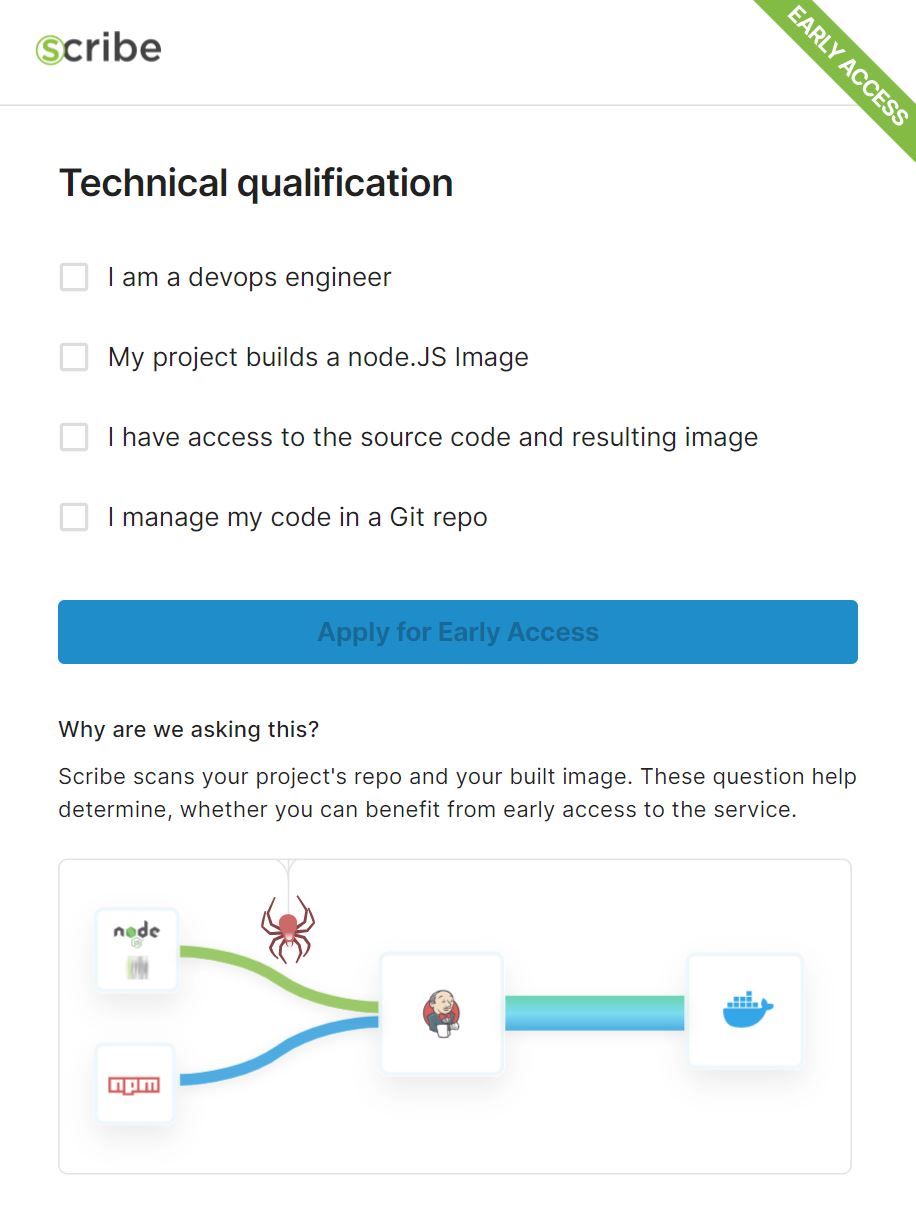 scribe
EARLY ACCESS
Technical qualification
I am a devops engineer
My project builds a node.JS Image
I have access to the source code and resulting image
I manage my code in a Git repo
Apply for Early Access
Why are we asking this?
Scribe scans your project's repo and your built image. These question help
determine, whether you can benefit from early access to the service.
node
JS
npm